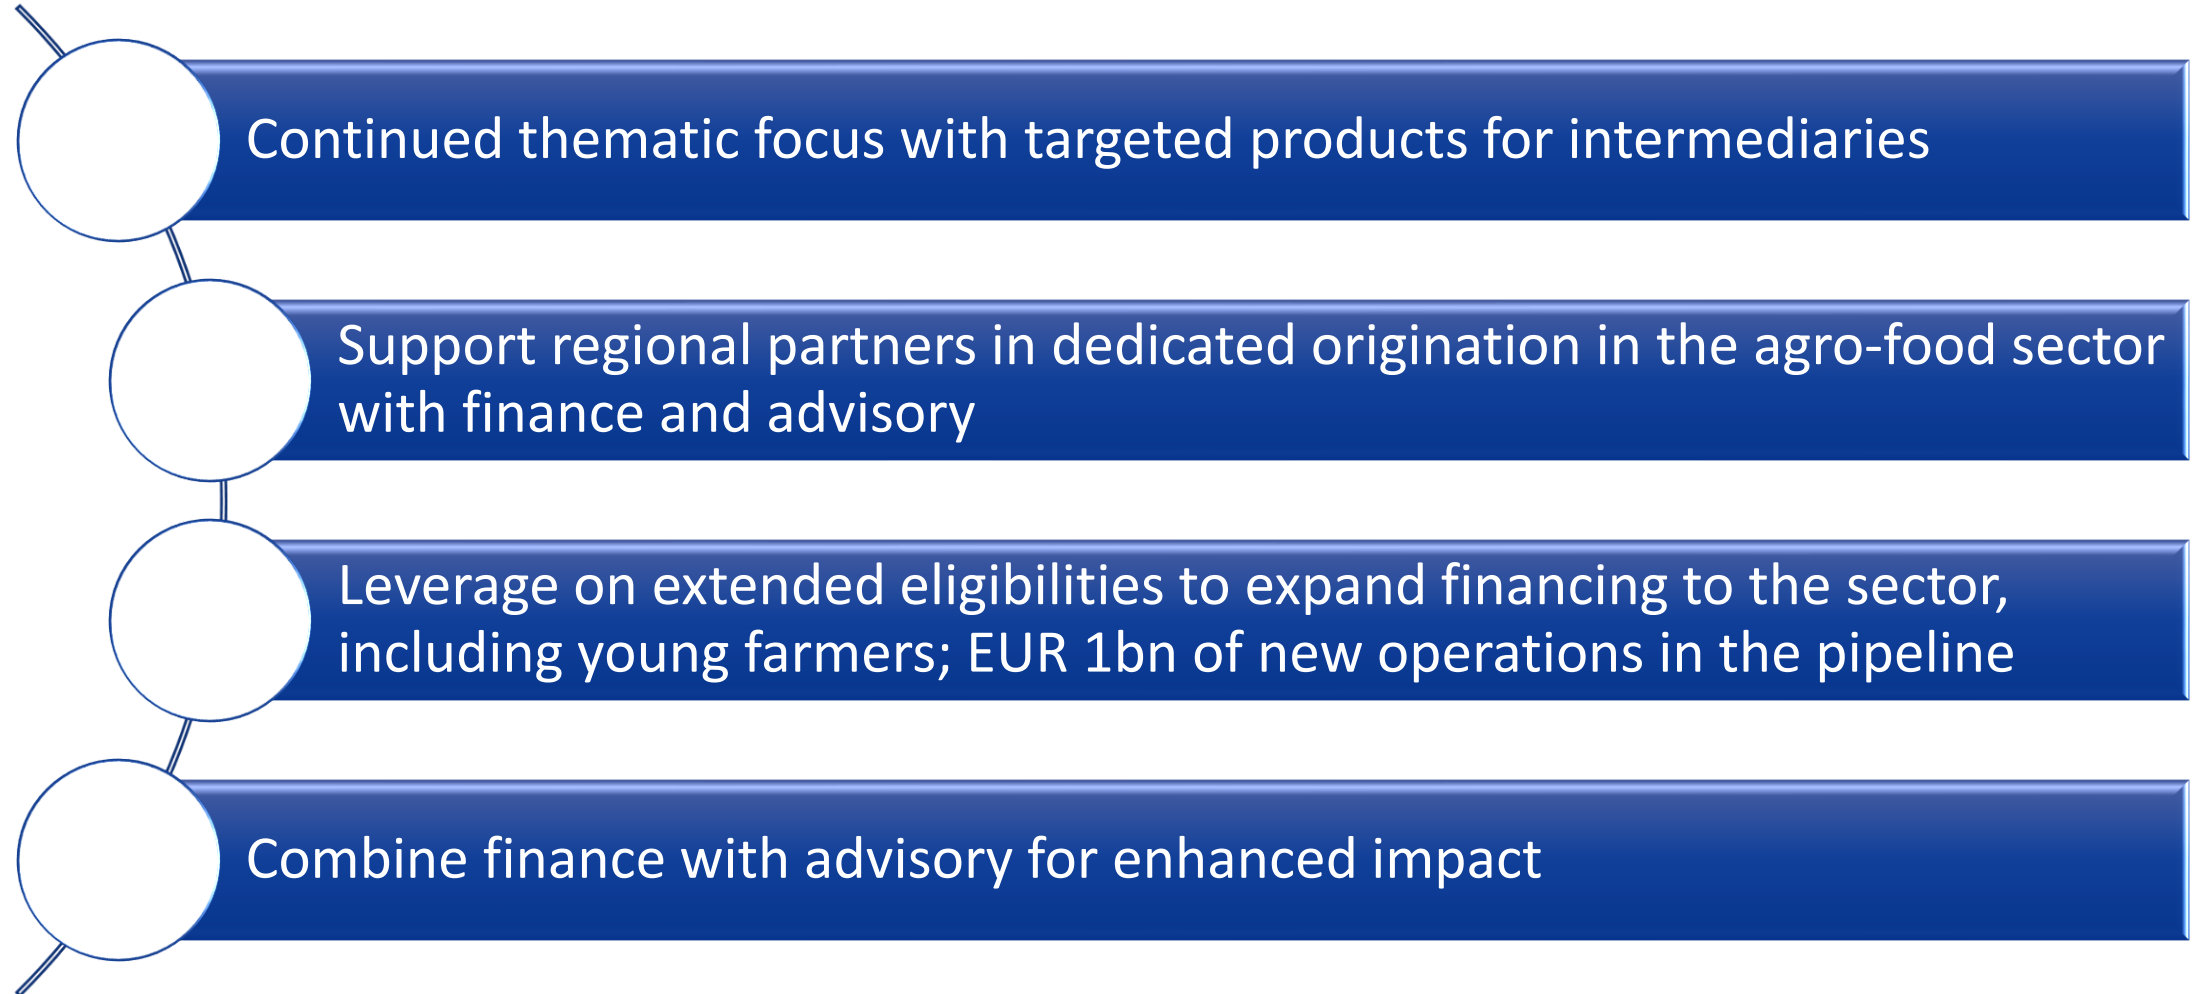 Continued thematic focus with targeted products for intermediaries
Support regional partners in dedicated origination in the agro-food sector
with finance and advisory
Leverage on extended eligibilities to expand financing to the sector,
including young farmers; EUR 1bn of new operations in the pipeline
Combine finance with advisory for enhanced impact